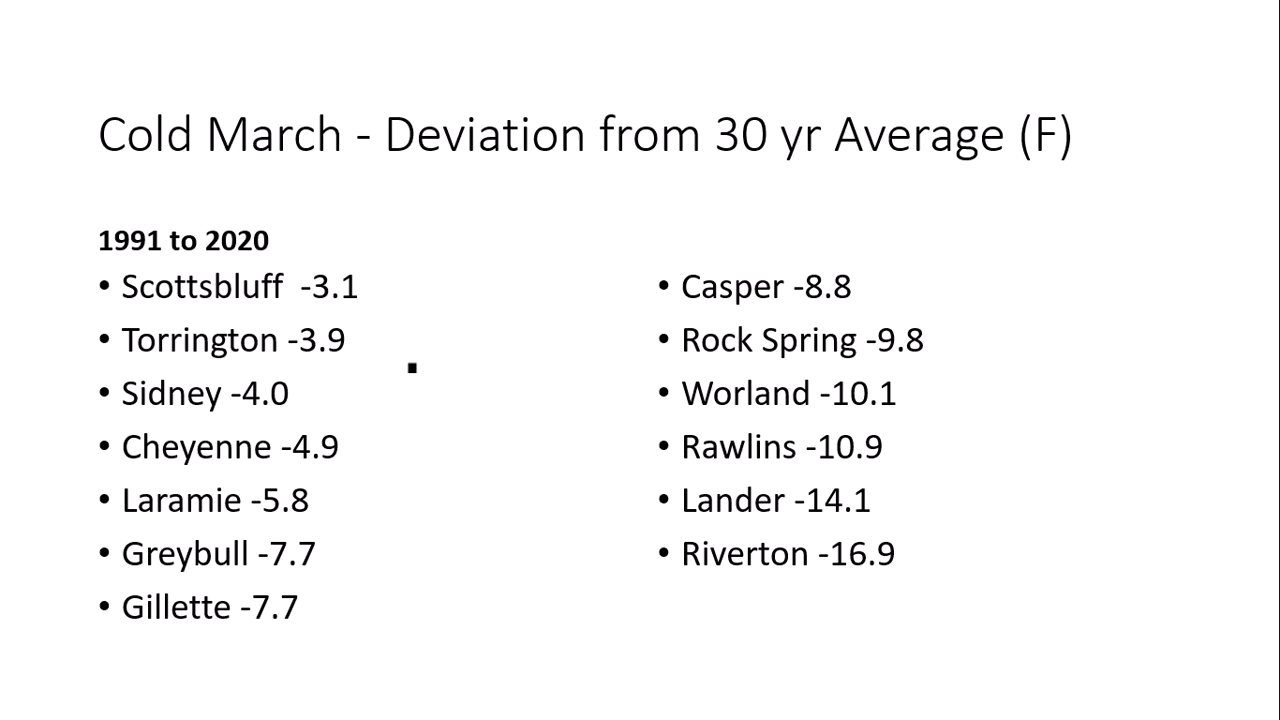 Cold March - Deviation from 30 yr Average (F)
1991 to 2020
• Scottsbluff  -3.1
• Torrington -3.9
• Sidney -4.0
• Cheyenne -4.9
• Laramie -5.8
• Greybull -7.7
• Gillette -7.7
• Casper -8.8
• Rock Spring -9.8
• Worland -10.1
• Rawlins -10.9
• Lander -14.1
• Riverton -16.9